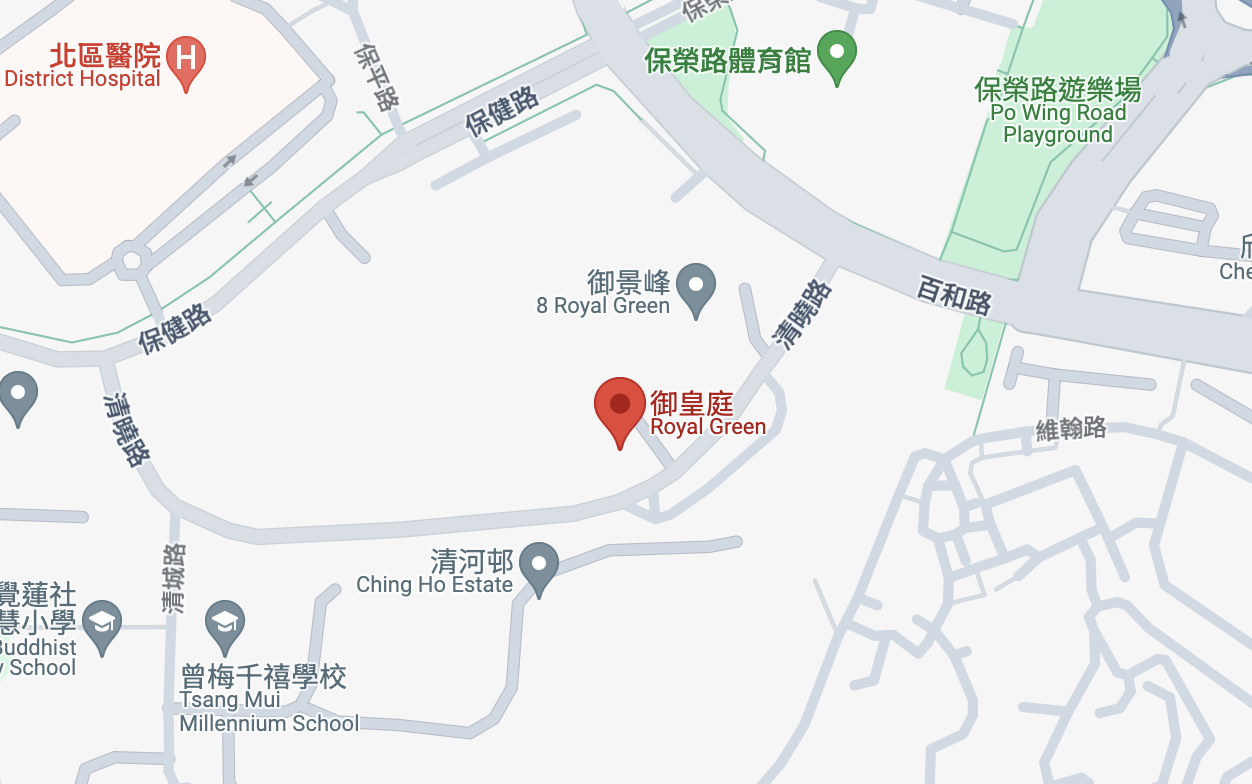 保榮
北區醫院
District Hospital
保平路
保榮路體育館
保健路
保榮路遊樂場
Po Wing Road
Playground
御景峰
8 Royal Green
清曉路
百和路
Che
保健路
御皇庭
Royal Green
清曉路
維翰路
清河邨
Ching Ho Estate
清城路
覺蓮社
慧小學
Buddhist
y School
曾梅千禧學校
Tsang Mui
Millennium School